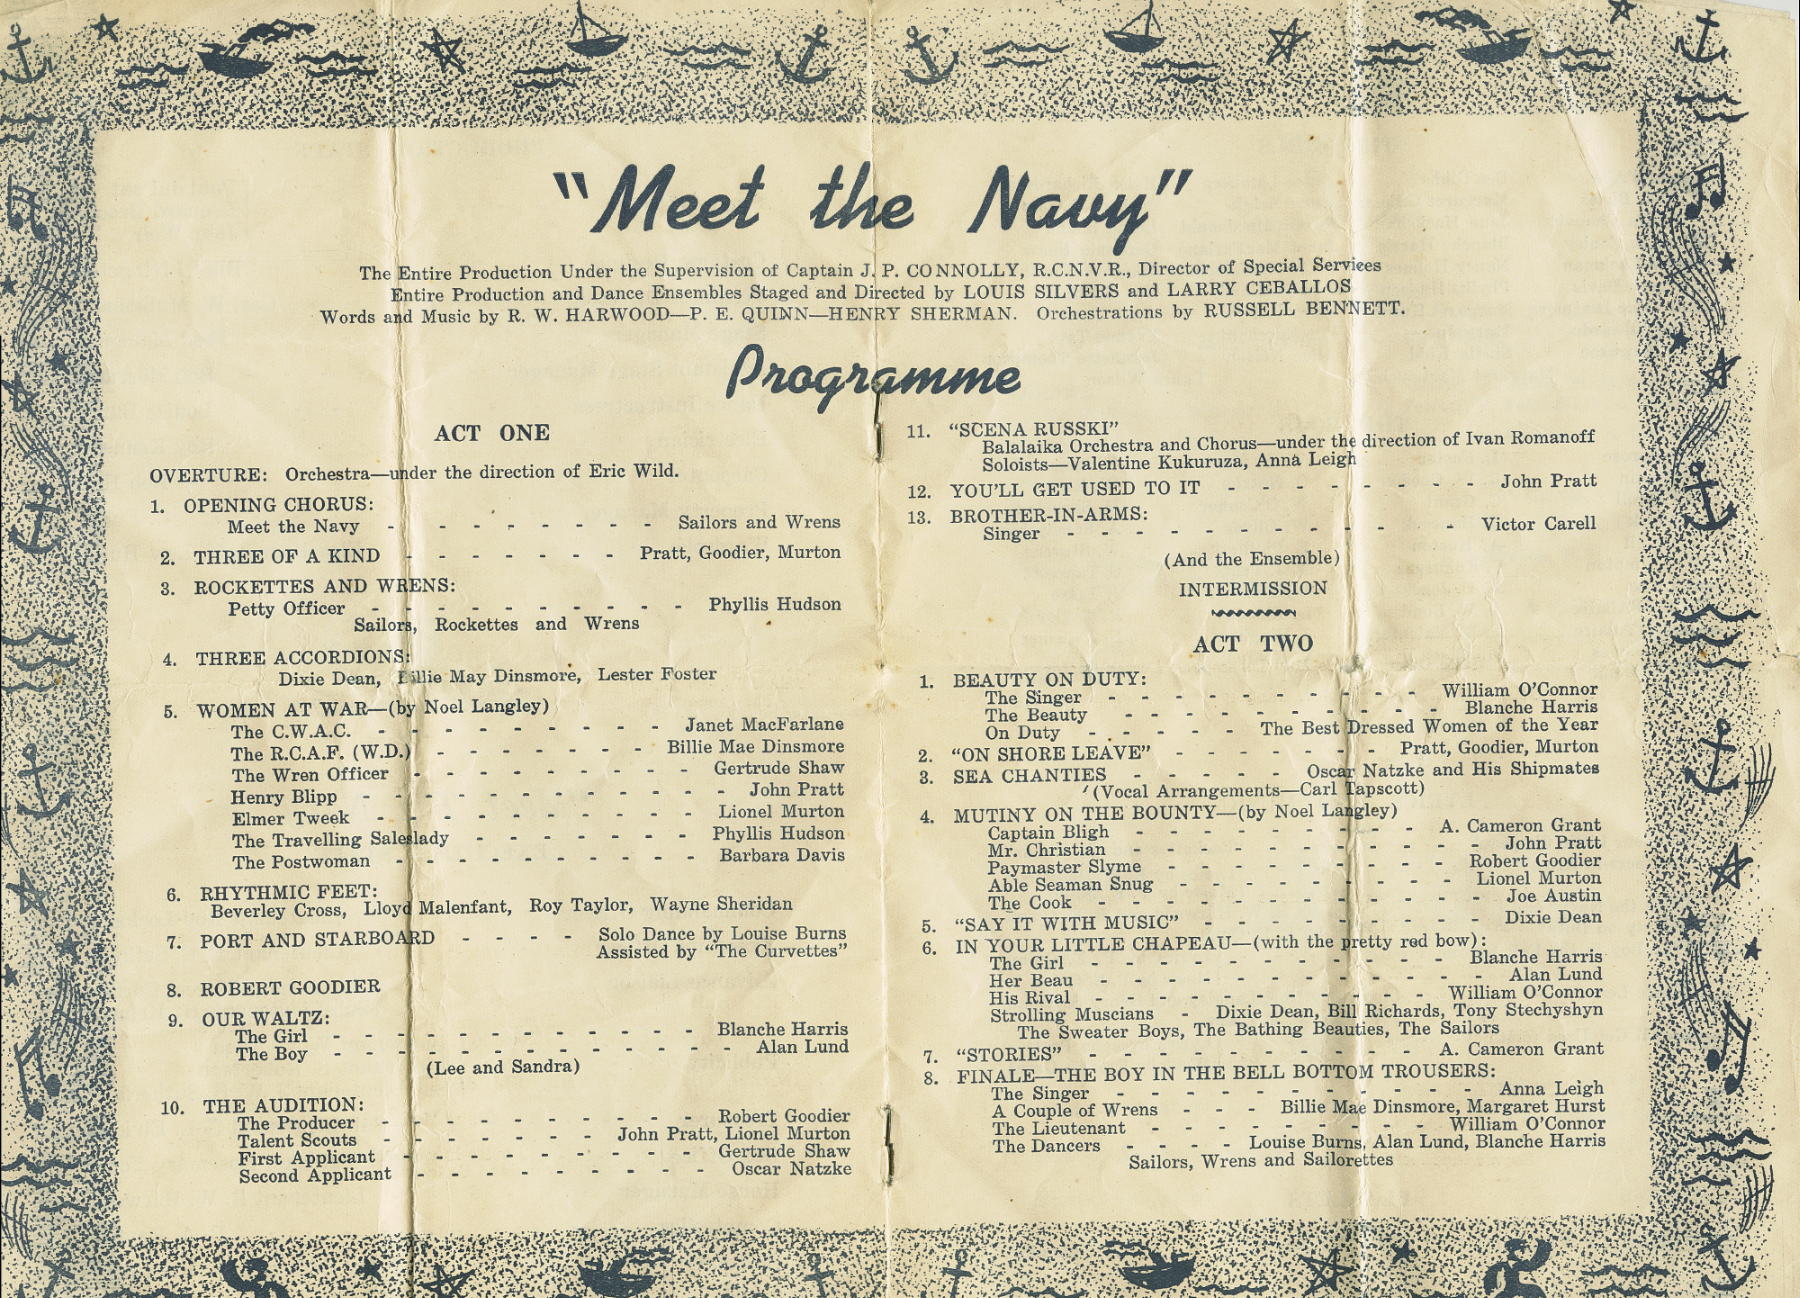 "Meet the Navy"
The Entire Production Under the Supervision of Captain J. P. CONNOLLY, R.C.N.V.R., Director of Special Services
Entire Production and Dance Ensembles Staged and Directed by LOUIS SILVERS and LARRY CEBALLOS
Words and Music by R. W. HARWOOD—P. E. QUINN—HENRY SHERMAN. Orchestrations by RUSSELL BENNETT.
Programme
ACT ONE
OVERTURE: Orchestra—under the direction of Eric Wild.
1. OPENING CHORUS:
Meet the Navy - - - - - - - - Sailors and Wrens
2. THREE OF A KIND - - - - - - - Pratt, Goodier, Murton
3. ROCKETTES AND WRENS:
Petty Officer - - - - - - - - - - Phyllis Hudson
Sailors, Rockettes and Wrens
4. THREE ACCORDIONS:
Dixie Dean, Billie May Dinsmore, Lester Foster
5. WOMEN AT WAR—(by Noel Langley)
The C.W.A.C. - - - - - - - - - Janet MacFarlane
The R.C.A.F. (W.D.) - - - - - - - Billie Mae Dinsmore
The Wren Officer - - - - - - - - - Gertrude Shaw
Henry Blipp - - - - - - - - - - - John Pratt
Elmer Tweek - - - - - - - - - - Lionel Murton
The Travelling Saleslady - - - - - - - Phyllis Hudson
The Postwoman - - - - - - - - - Barbara Davis
6. RHYTHMIC FEET:
Beverley Cross, Lloyd Malenfant, Roy Taylor, Wayne Sheridan
7. PORT AND STARBOARD - - - - Solo Dance by Louise Burns
Assisted by "The Curvettes"
8. ROBERT GOODIER
9. OUR WALTZ:
The Girl - - - - - - - - - - - Blanche Harris
The Boy - - - - - - - - - - - - Alan Lund
(Lee and Sandra)
10. THE AUDITION:
The Producer - - - - - - - - - Robert Goodier
Talent Scouts - - - - - - - John Pratt, Lionel Murton
First Applicant - - - - - - - - - Gertrude Shaw
Second Applicant - - - - - - - - Oscar Natzke
11. "SCENA RUSSKI"
Balalaika Orchestra and Chorus—under the direction of Ivan Romanoff
Soloists—Valentine Kukuruza, Anna Leigh
12. YOU'LL GET USED TO IT - - - - - - - - John Pratt
13. BROTHER-IN-ARMS:
Singer - - - - - - - - - - - - Victor Carell
(And the Ensemble)
INTERMISSION
ACT TWO
1. BEAUTY ON DUTY:
The Singer - - - - - - - - - - William O'Connor
The Beauty - - - - - - - - - - Blanche Harris
On Duty - - - - - The Best Dressed Women of the Year
2. "ON SHORE LEAVE" - - - - - - - Pratt, Goodier, Murton
3. SEA CHANTIES - - - - - Oscar Natzke and His Shipmates
(Vocal Arrangements—Carl Tapscott)
4. MUTINY ON THE BOUNTY—(by Noel Langley)
Captain Bligh - - - - - - - - - A. Cameron Grant
Mr. Christian - - - - - - - - - - - John Pratt
Paymaster Slyme - - - - - - - - - Robert Goodier
Able Seaman Snug - - - - - - - - - Lionel Murton
The Cook - - - - - - - - - - - - Joe Austin
5. "SAY IT WITH MUSIC" - - - - - - - - - Dixie Dean
6. IN YOUR LITTLE CHAPEAU—(with the pretty red bow):
The Girl - - - - - - - - - - - Blanche Harris
Her Beau - - - - - - - - - - - - Alan Lund
His Rival - - - - - - - - - - William O'Connor
Strolling Muscians - Dixie Dean, Bill Richards, Tony Stechyshyn
The Sweater Boys, The Bathing Beauties, The Sailors
7. "STORIES" - - - - - - - - - - A. Cameron Grant
8. FINALE—THE BOY IN THE BELL BOTTOM TROUSERS:
The Singer - - - - - - - - - - - Anna Leigh
A Couple of Wrens - - - Billie Mae Dinsmore, Margaret Hurst
The Lieutenant - - - - - - - - - William O'Connor
The Dancers - - - - Louise Burns, Alan Lund, Blanche Harris
Sailors, Wrens and Sailorettes